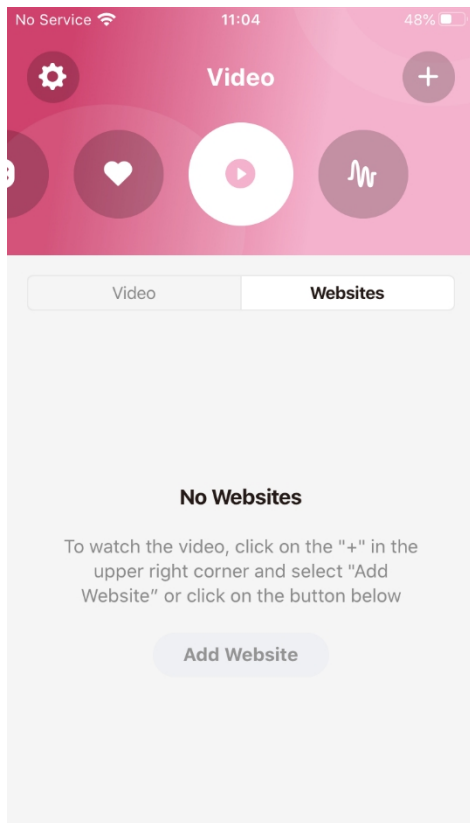 No Service 11:04 48%
Video
Video Websites
No Websites
To watch the video, click on the "+" in the
upper right corner and select "Add
Website” or click on the button below
Add Website